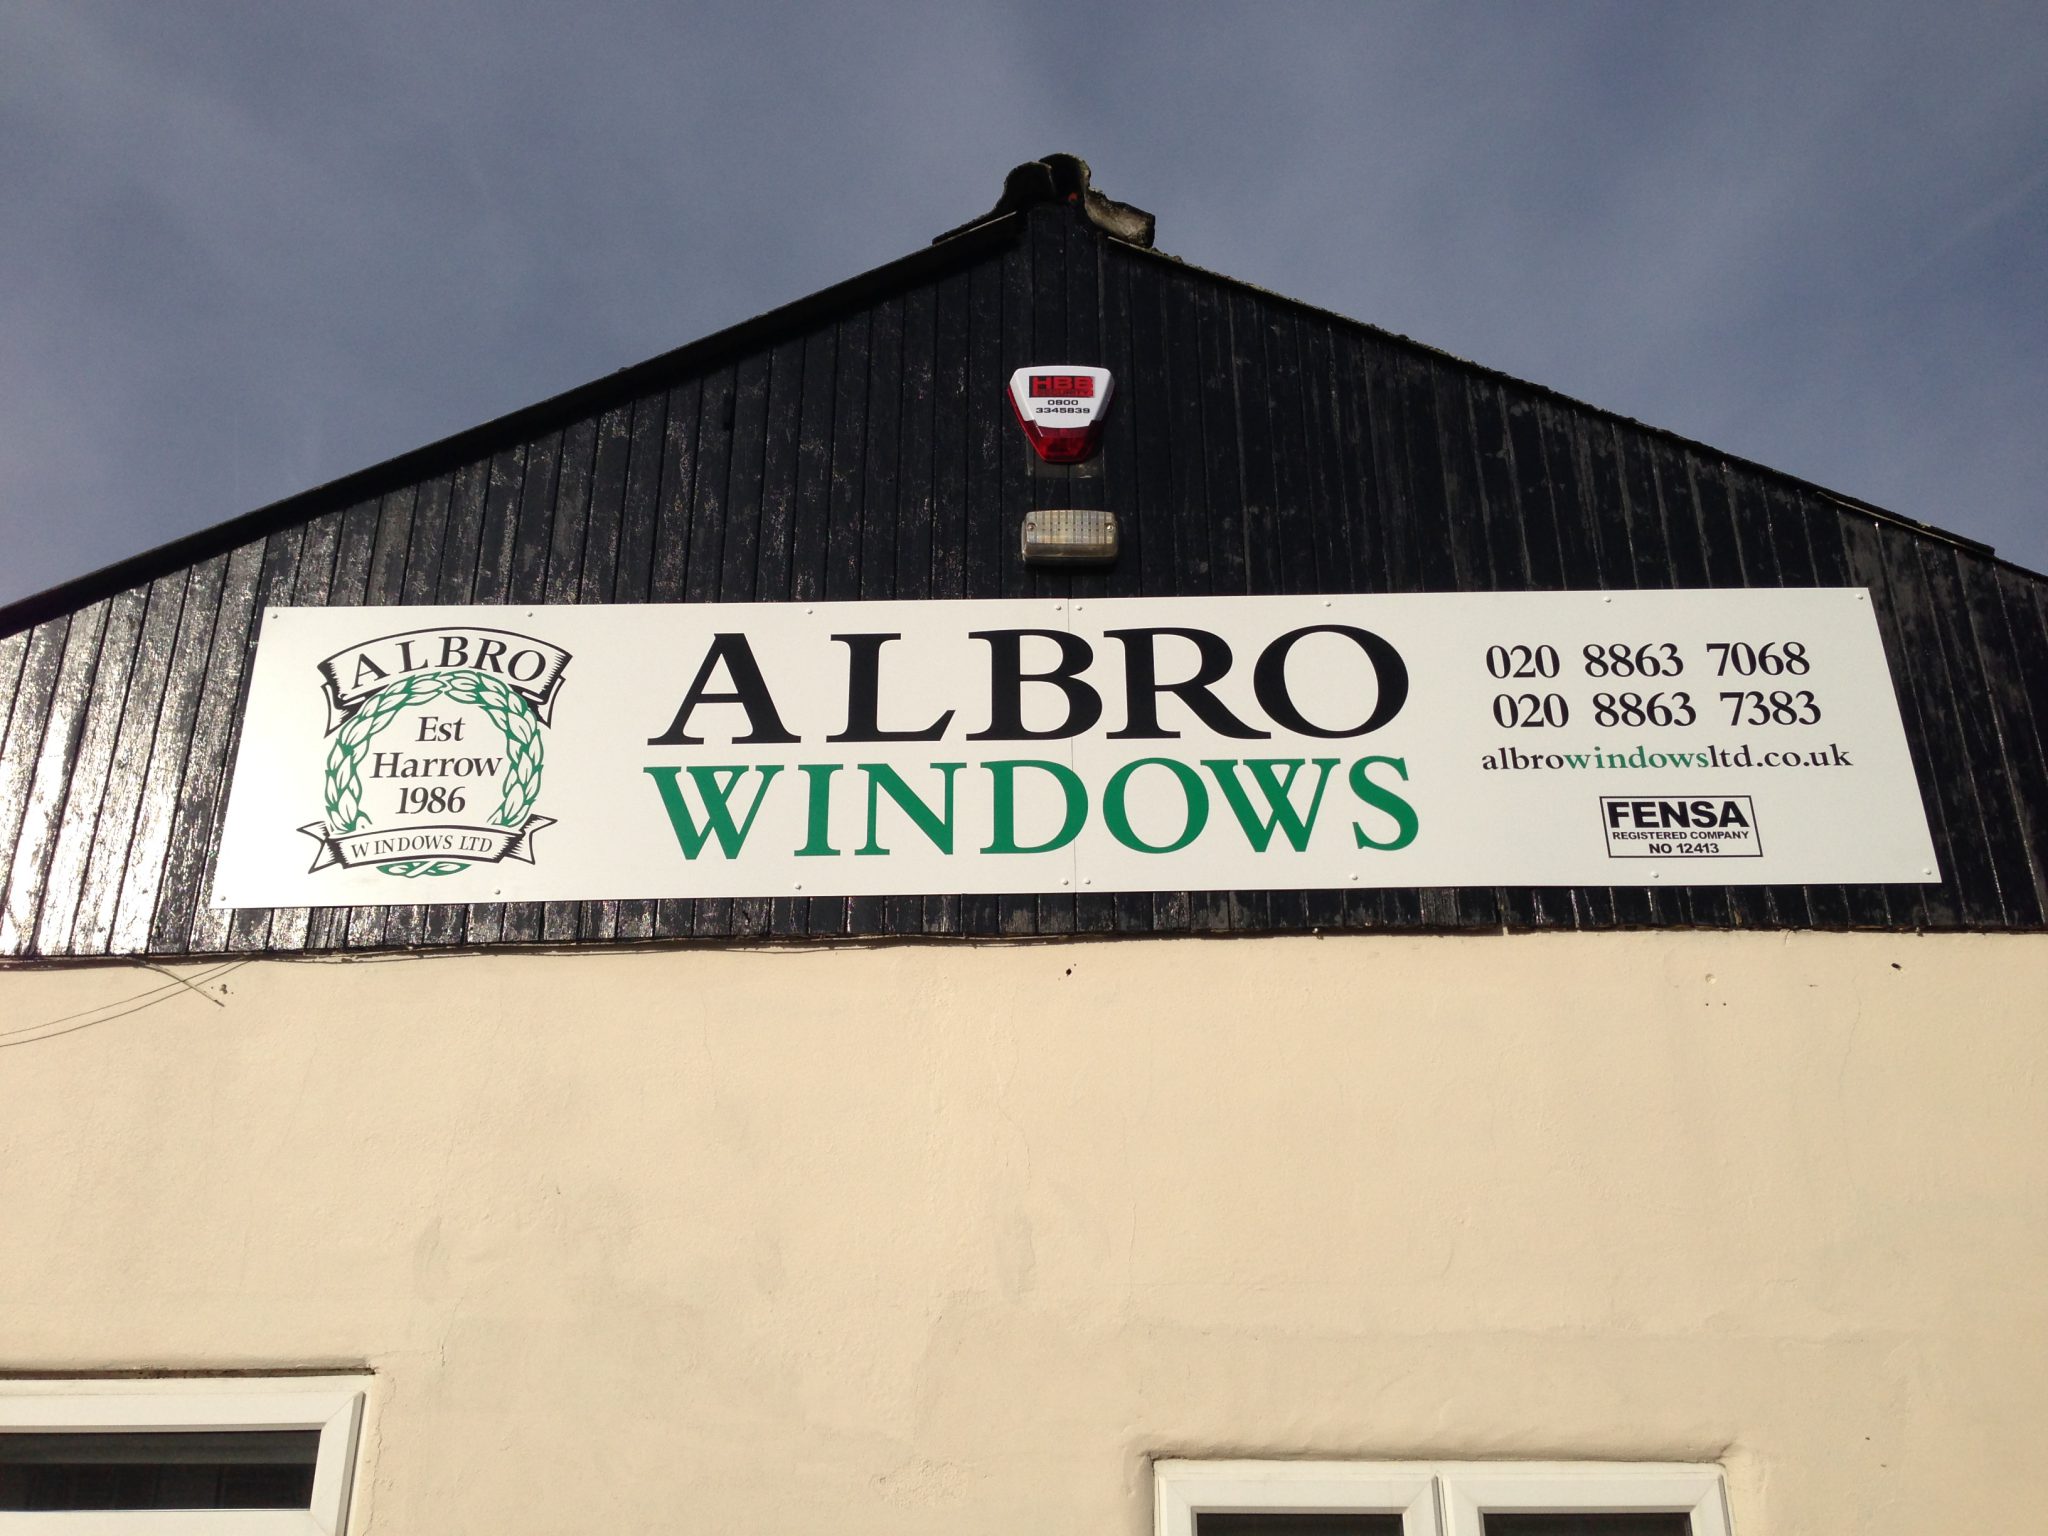 HBB
SECURITY
0800
3345839
ALBRO
Est
Harrow
1986
WINDOWS LTD
ALBRO
WINDOWS
020 8863 7068
020 8863 7383
albrowindowsltd.co.uk
FENSA
REGISTERED COMPANY
NO 12413